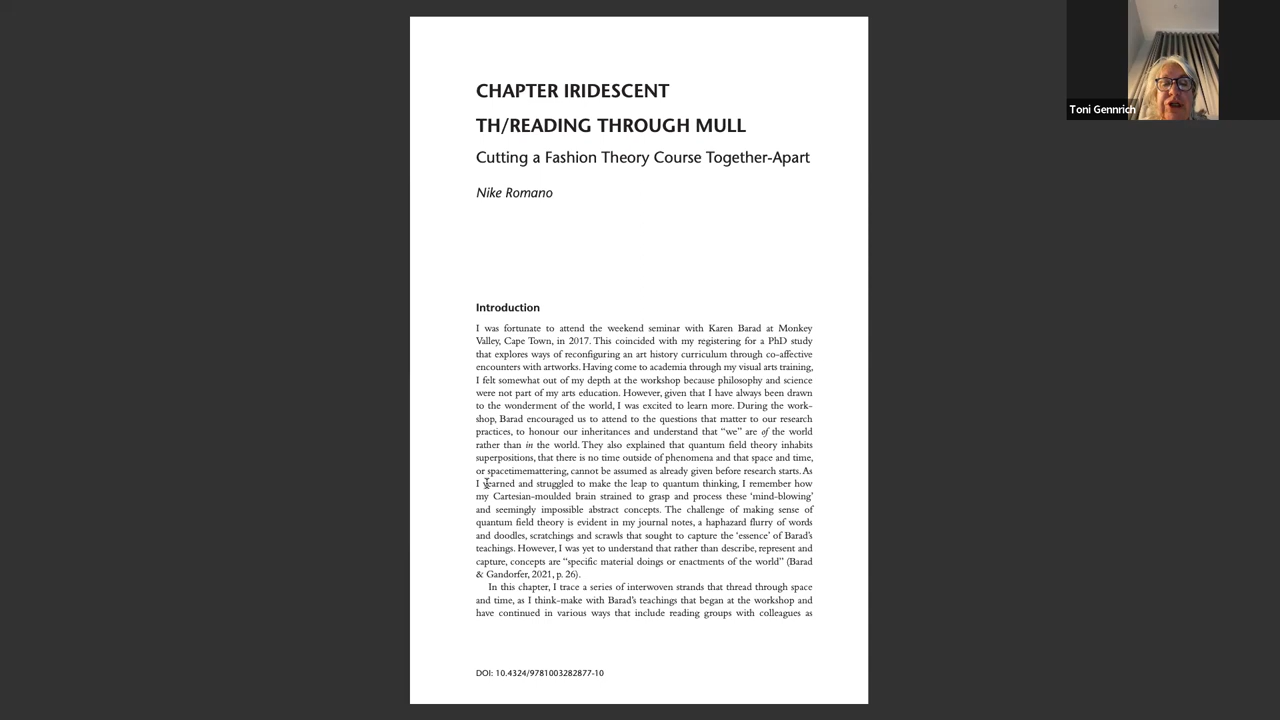 CHAPTER IRIDESCENT
TH/READING THROUGH MULL
Cutting a Fashion Theory Course Together-Apart
Nike Romano
Introduction
I was fortunate to attend the weekend seminar with Karen Barad at Monkey
Valley, Cape Town, in 2017. This coincided with my registering for a PhD study
that explores ways of reconfiguring an art history curriculum through co-affective
encounters with artworks. Having come to academia through my visual arts training,
I felt somewhat out of my depth at the workshop because philosophy and science
were not part of my arts education. However, given that I have always been drawn
to the wonderment of the world, I was excited to learn more. During the work-
shop, Barad encouraged us to attend to the questions that matter to our research
practices, to honour our inheritances and understand that “we” are of the world
rather than in the world. They also explained that quantum field theory inhabits
superpositions, that there is no time outside of phenomena and that space and time,
or spacetimemattering, cannot be assumed as already given before research starts. As
I learned and struggled to make the leap to quantum thinking, I remember how
my Cartesian-moulded brain strained to grasp and process these ‘mind-blowing’
and seemingly impossible abstract concepts. The challenge of making sense of
quantum field theory is evident in my journal notes, a haphazard flurry of words
and doodles, scratchings and scrawls that sought to capture the ‘essence’ of Barad’s
teachings. However, I was yet to understand that rather than describe, represent and
capture, concepts are “specific material doings or enactments of the world” (Barad
& Gandorfer, 2021, p. 26).
In this chapter, I trace a series of interwoven strands that thread through space
and time, as I think-make with Barad’s teachings that began at the workshop and
have continued in various ways that include reading groups with colleagues as
DOI: 10.4324/9781003282877-10
Toni Gennrich